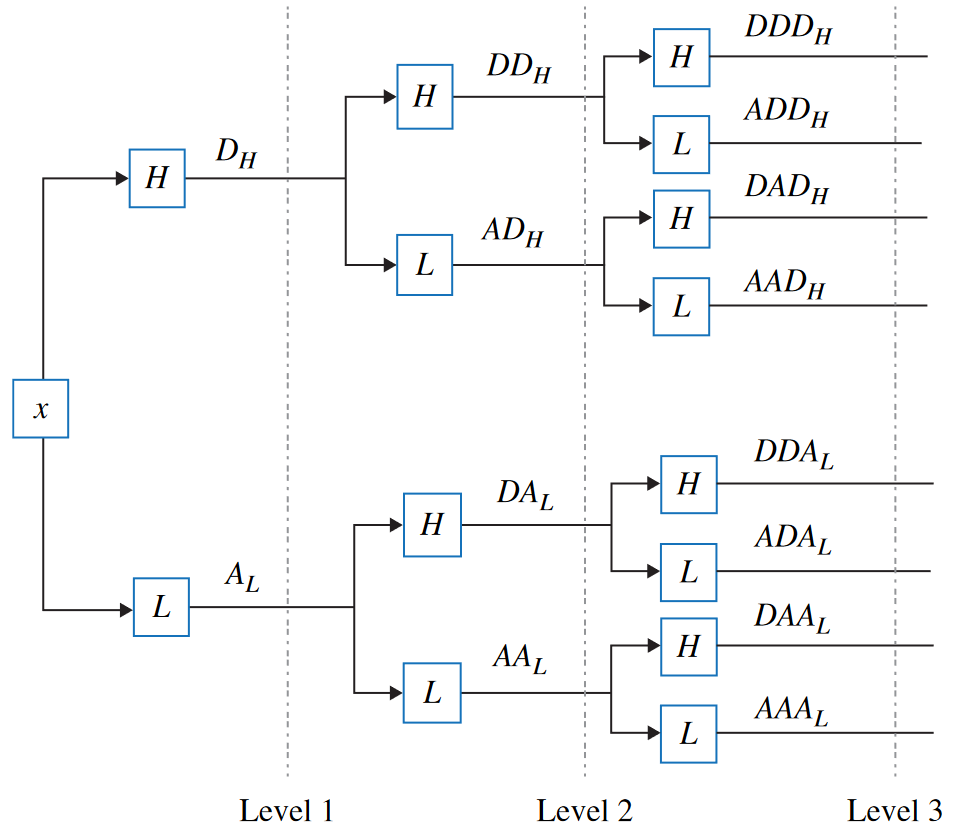 DDD_H
H
DD_H
H
ADD_H
D_H
L
H
DAD_H
H
AD_H
L
AAD_H
L
x
DDA_L
H
DA_L
H
ADA_L
A_L
L
L
DAA_L
H
AA_L
L
AAA_L
L
Level 1 Level 2 Level 3